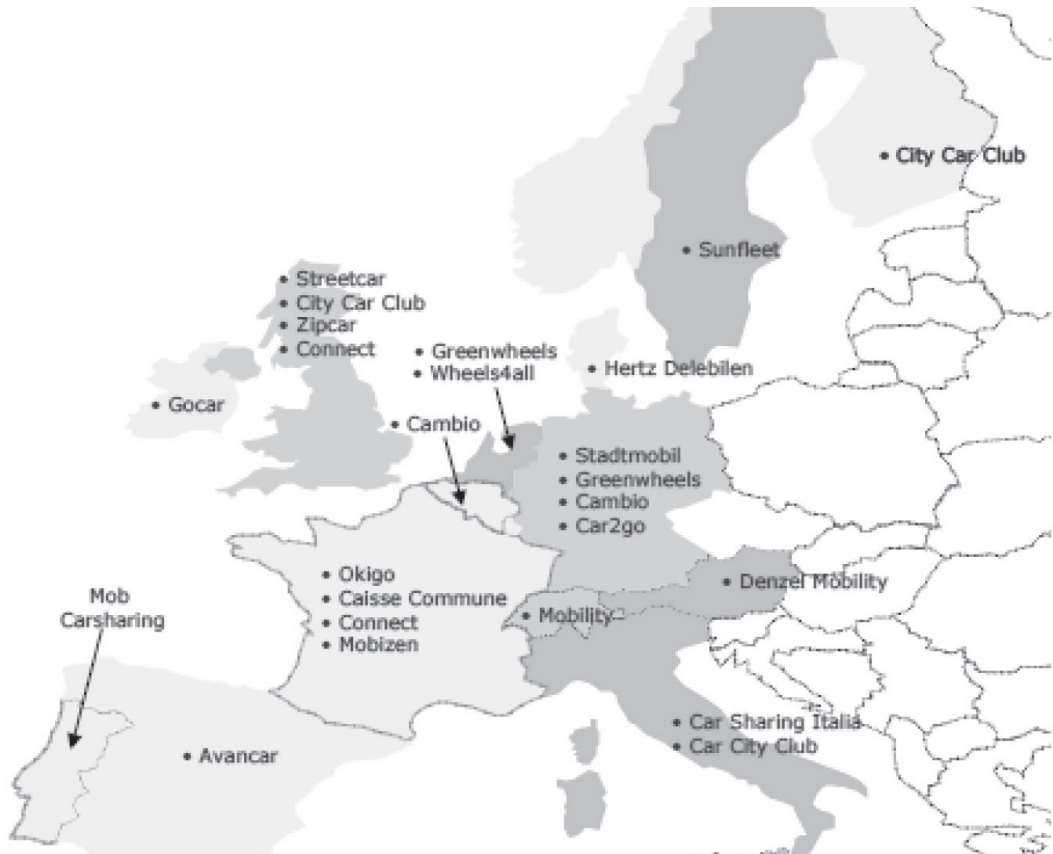 • City Car Club
• Sunfleet
• Streetcar
• City Car Club
• Zipcar
• Connect
• Greenwheels
• Wheels4all
• Hertz Delebilen
• Gocar
• Cambio
• Stadtmobil
• Greenwheels
• Cambio
• Car2go
• Okigo
• Caisse Commune
• Connect
• Mobizen
• Denzel Mobility
• Mobility
Mob
Carsharing
• Car Sharing Italia
• Car City Club
• Avancar